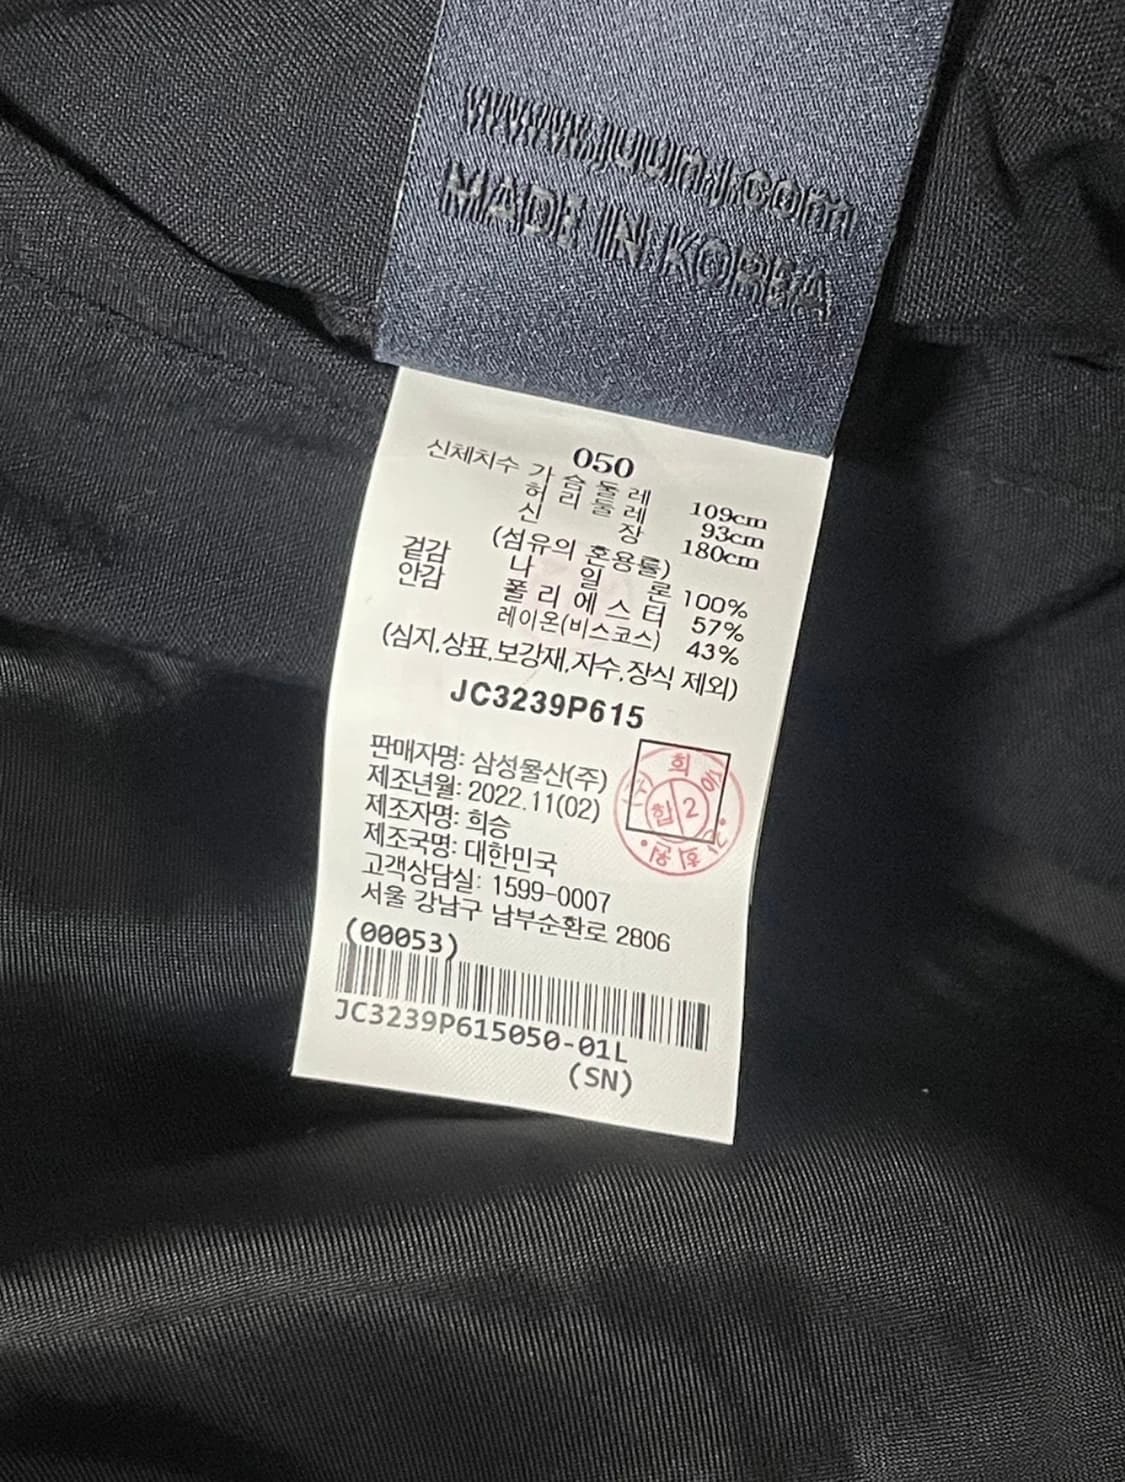 www.juunj.com
MADE IN KOREA
050
신체치수 가슴둘레 109cm
허리둘레 93cm
신장 180cm
(섬유의 혼용률)
겉감 나일론 100%
안감 폴리에스터 57%
레이온(비스코스) 43%
(심지,상표,보강재,자수,장식 제외)
JC3239P615
판매자명: 삼성물산(주)
제조년월: 2022.11(02)
제조자명: 희승
제조국명: 대한민국
고객상담실: 1599-0007
서울 강남구 남부순환로 2806
(주)희승
합 2
(00053)
JC3239P615050-01L
(SN)